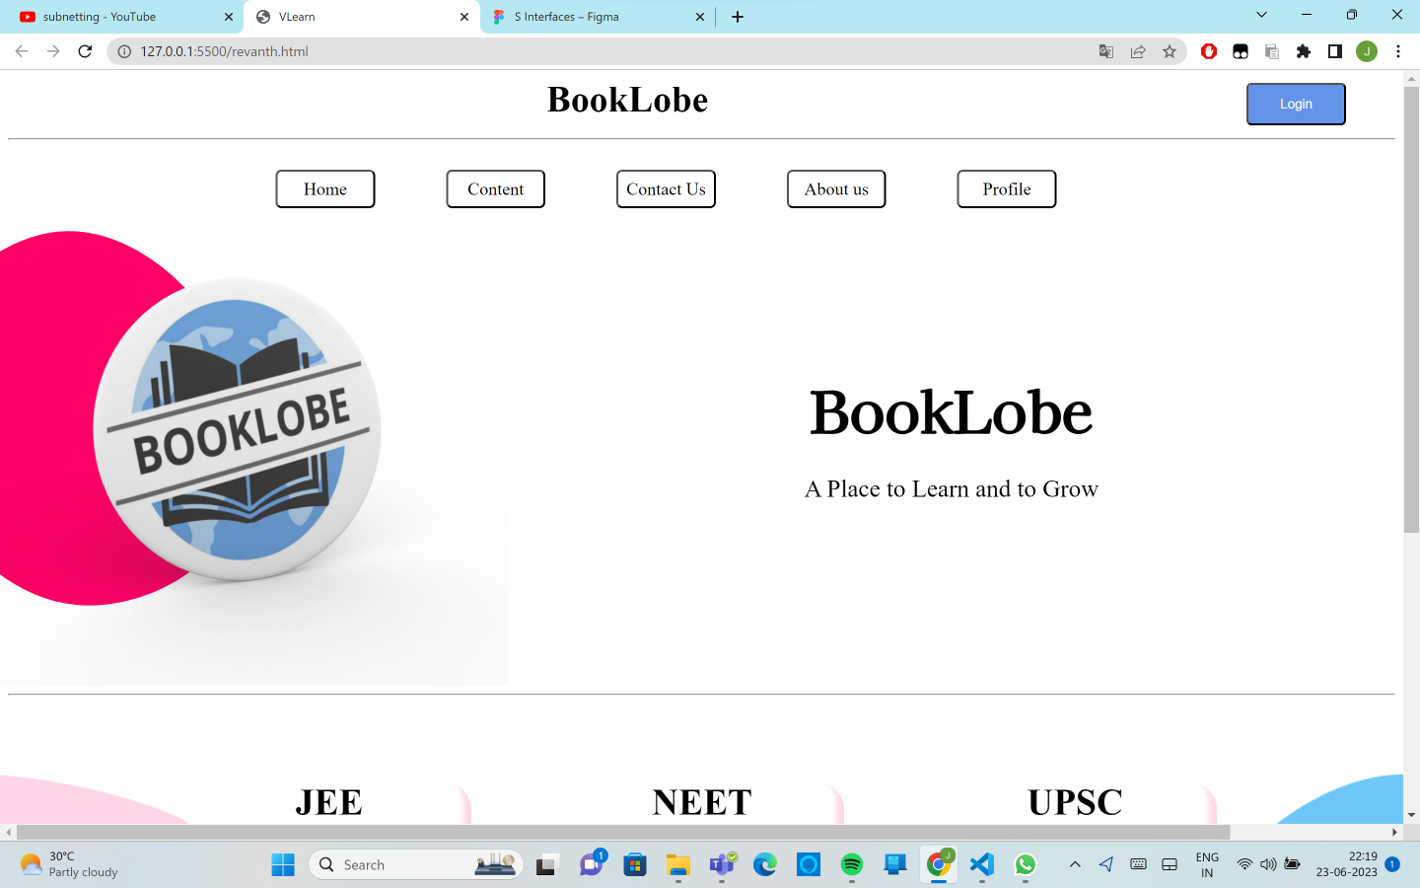 subnetting - YouTube
VLearn
S Interfaces – Figma
127.0.0.1:5500/revanth.html
J
BookLobe
Login
Home
Content
Contact Us
About us
Profile
BOOKLOBE
BookLobe
A Place to Learn and to Grow
JEE
NEET
UPSC
30°C
Partly cloudy
Search
1
J
ENG
IN
22:19
23-06-2023
1